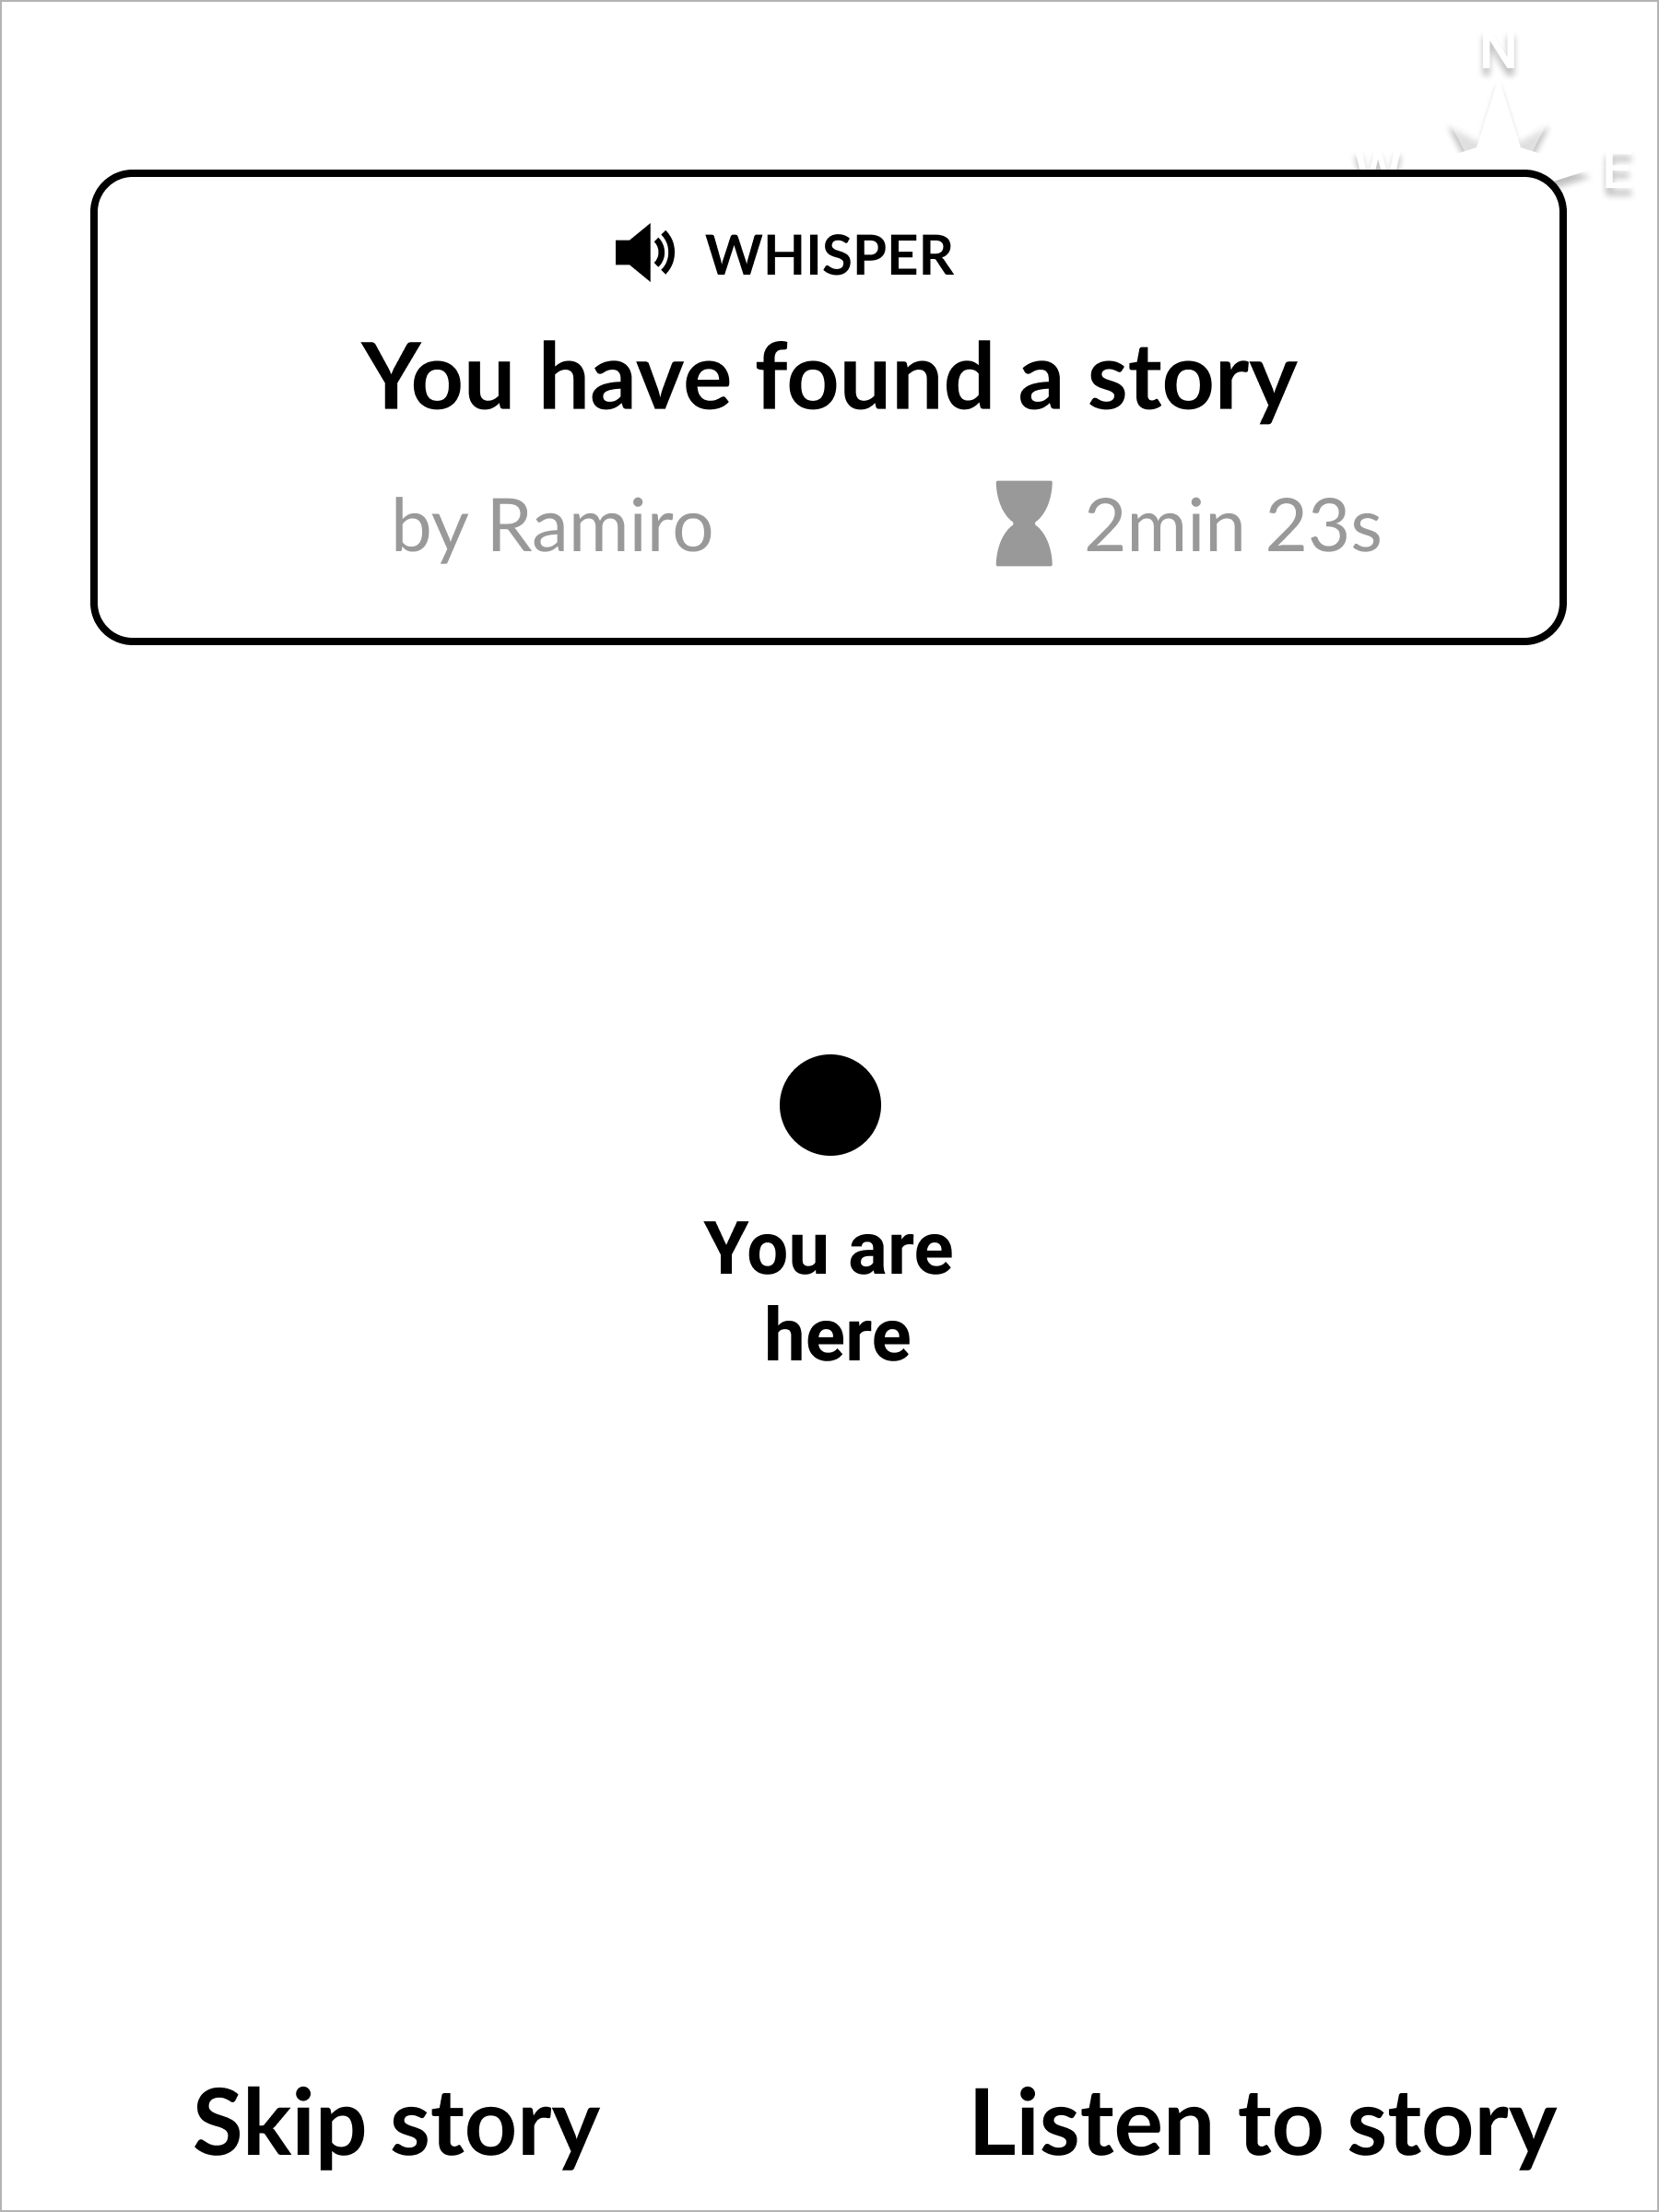 N
W
E
WHISPER
You have found a story
by Ramiro
2min 23s
You are
here
Skip story
Listen to story